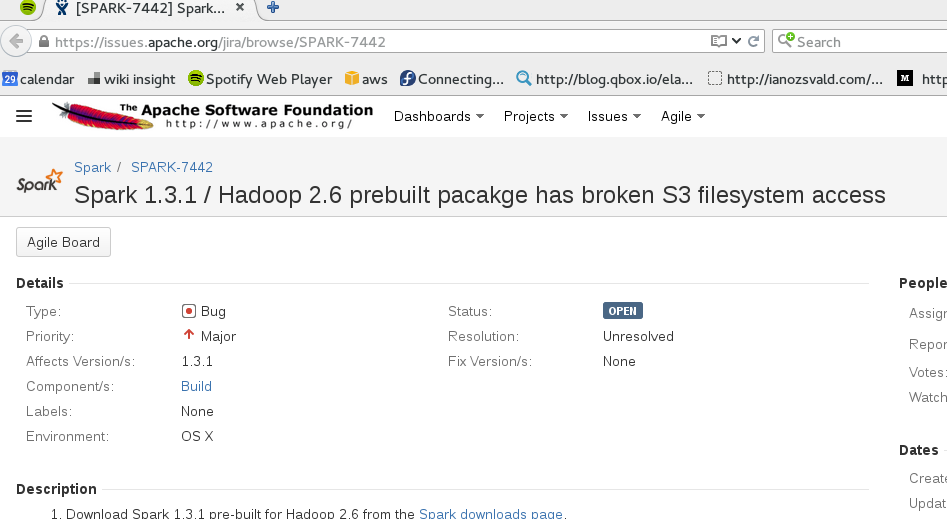 [SPARK-7442] Spark...
https://issues.apache.org/jira/browse/SPARK-7442
Search
29 calendar
wiki insight
Spotify Web Player
aws
Connecting...
http://blog.qbox.io/ela...
http://ianozsvald.com/...
M
http
The Apache Software Foundation
http://www.apache.org/
Dashboards
Projects
Issues
Agile
Spark
Spark / SPARK-7442
Spark 1.3.1 / Hadoop 2.6 prebuilt pacakge has broken S3 filesystem access
Agile Board
Details
Type: Bug
Status: OPEN
Priority: Major
Resolution: Unresolved
Affects Version/s: 1.3.1
Fix Version/s: None
Component/s: Build
Labels: None
Environment: OS X
People
Assign
Repor
Votes:
Watch
Dates
Create
Updat
Description
1. Download Spark 1.3.1 pre-built for Hadoop 2.6 from the Spark downloads page.